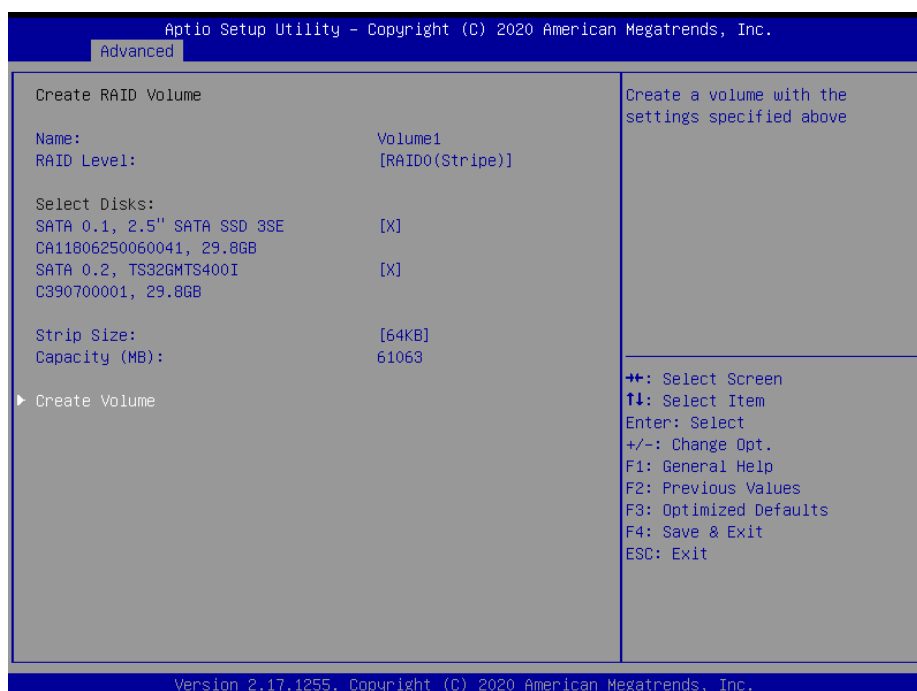 Aptio Setup Utility – Copyright (C) 2020 American Megatrends, Inc.
Advanced
Create RAID Volume
Name: Volume1
RAID Level: [RAID0(Stripe)]
Select Disks:
SATA 0.1, 2.5" SATA SSD 3SE [X]
CA11806250060041, 29.8GB
SATA 0.2, TS32GMTS400I [X]
C390700001, 29.8GB
Strip Size: [64KB]
Capacity (MB): 61063
▶ Create Volume
Create a volume with the
settings specified above
→←: Select Screen
↑↓: Select Item
Enter: Select
+/-: Change Opt.
F1: General Help
F2: Previous Values
F3: Optimized Defaults
F4: Save & Exit
ESC: Exit
Version 2.17.1255. Copyright (C) 2020 American Megatrends, Inc.